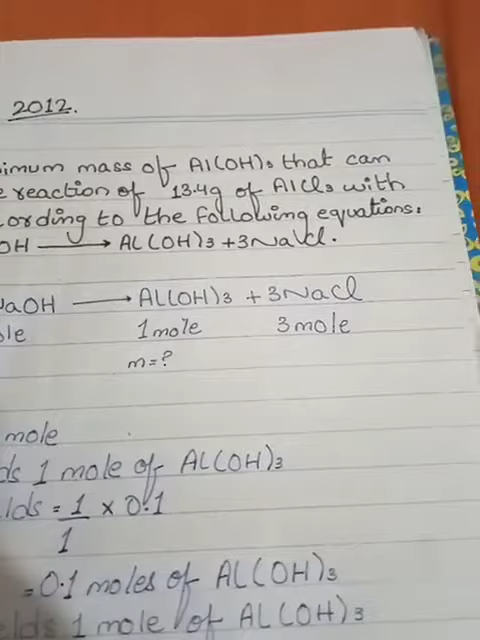 2012.
imum mass of Al(OH)3 that can
e reaction of 13.4g of AlCl3 with
cording to the following equations.
OH → Al(OH)3 + 3NaCl.
NaOH → Al(OH)3 + 3NaCl
ole 1 mole 3 mole
m = ?
mole
ds 1 mole of Al(OH)3
lds = 1/1 × 0.1
= 0.1 moles of Al(OH)3
elds 1 mole of Al(OH)3